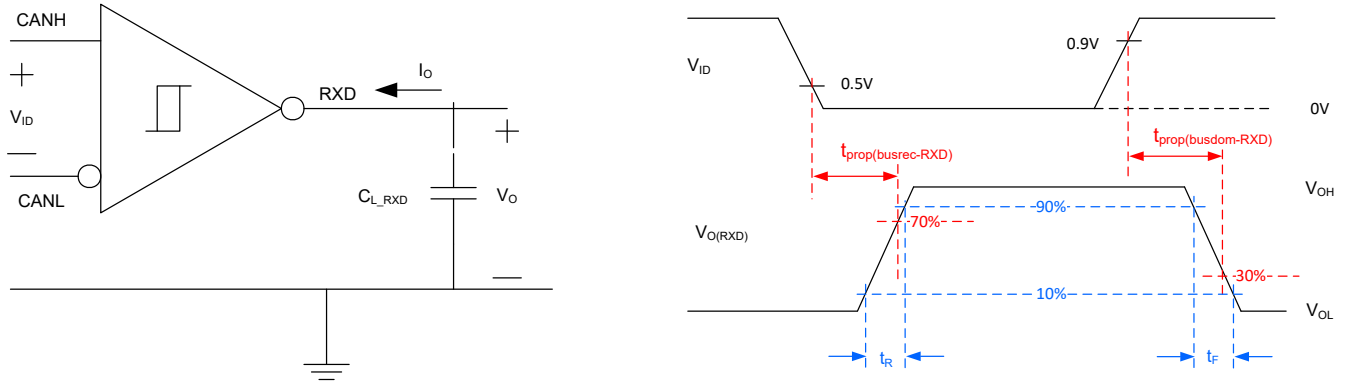 CANH
+
V_ID
—
CANL
RXD
I_O
C_L_RXD
+
V_O
—
V_ID
0.5V
0.9V
0V
t_prop(busrec-RXD)
t_prop(busdom-RXD)
V_O(RXD)
V_OH
90%
70%
30%
10%
V_OL
t_R
t_F